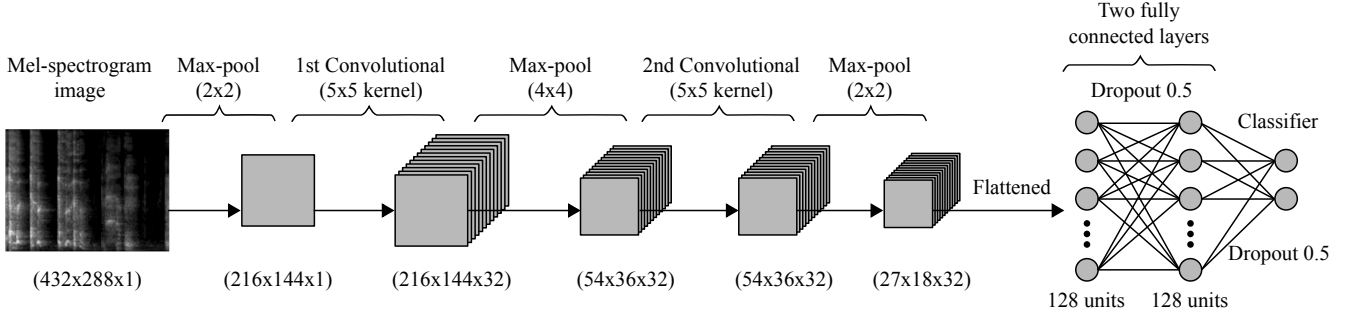 Two fully
connected layers
Mel-spectrogram
image
Max-pool
(2x2)
1st Convolutional
(5x5 kernel)
Max-pool
(4x4)
2nd Convolutional
(5x5 kernel)
Max-pool
(2x2)
Dropout 0.5
Classifier
Flattened
Dropout 0.5
(432x288x1)
(216x144x1)
(216x144x32)
(54x36x32)
(54x36x32)
(27x18x32)
128 units
128 units